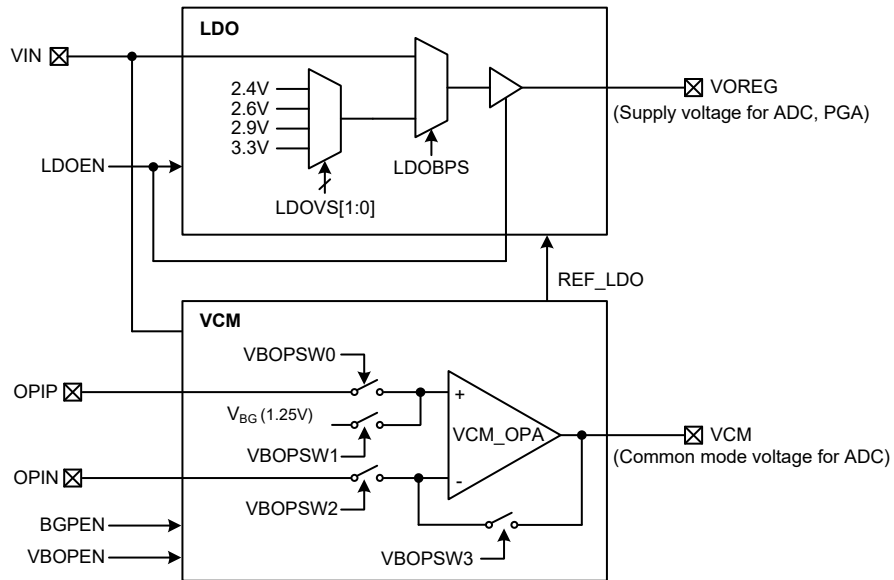 LDO
VIN
2.4V
2.6V
2.9V
3.3V
VOREG
(Supply voltage for ADC, PGA)
LDOEN
LDOBPS
LDOVS[1:0]
REF_LDO
VCM
VBOPSW0
OPIP
+
VBG (1.25V)
VCM_OPA
VCM
(Common mode voltage for ADC)
VBOPSW1
OPIN
-
VBOPSW2
BGPEN
VBOPEN
VBOPSW3